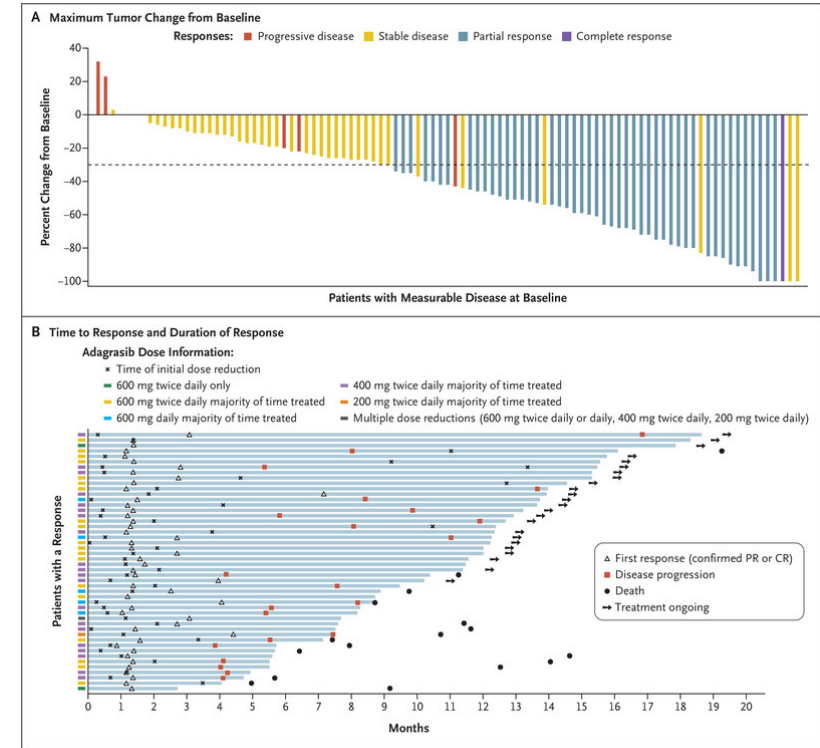 A Maximum Tumor Change from Baseline
Responses: Progressive disease Stable disease Partial response Complete response
40
20
0
−20
−40
−60
−80
−100
Percent Change from Baseline
Patients with Measurable Disease at Baseline
B Time to Response and Duration of Response
Adagrasib Dose Information:
× Time of initial dose reduction
600 mg twice daily only
600 mg twice daily majority of time treated
600 mg daily majority of time treated
400 mg twice daily majority of time treated
200 mg twice daily majority of time treated
Multiple dose reductions (600 mg twice daily or daily, 400 mg twice daily, 200 mg twice daily)
Patients with a Response
First response (confirmed PR or CR)
Disease progression
Death
Treatment ongoing
0 1 2 3 4 5 6 7 8 9 10 11 12 13 14 15 16 17 18 19 20
Months